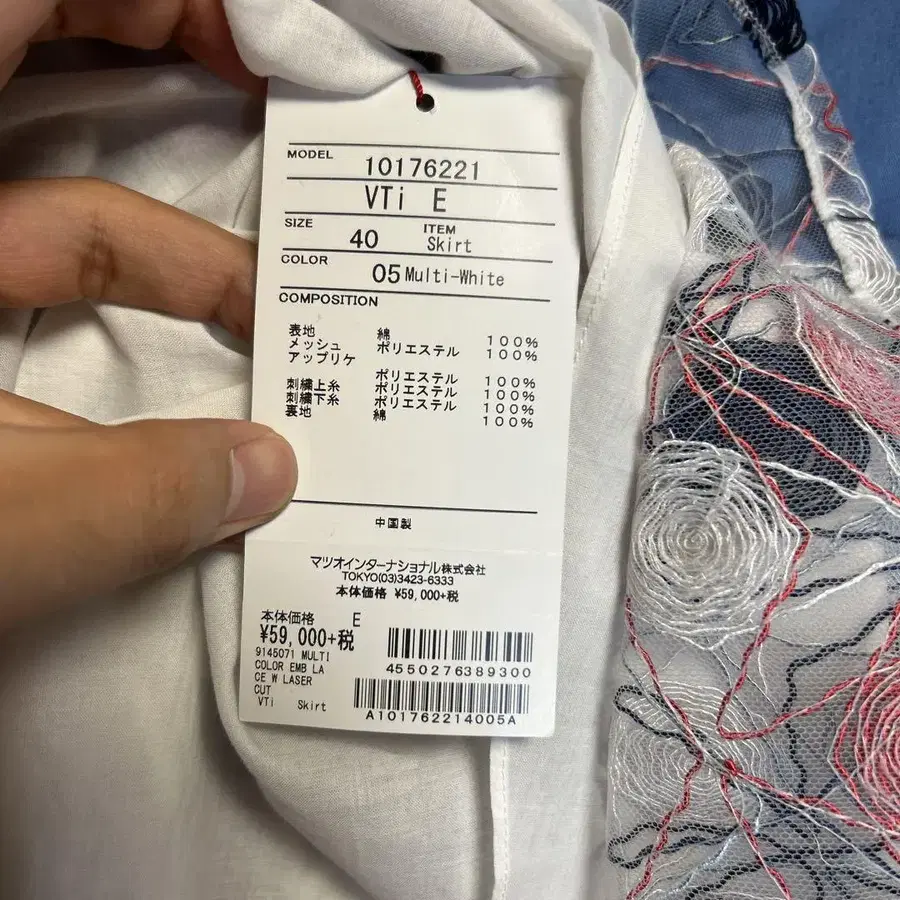 MODEL 10176221
VTi E
SIZE 40 ITEM Skirt
COLOR 05 Multi-White
COMPOSITION
表地 綿 100%
メッシュ ポリエステル 100%
アップリケ
ポリエステル 100%
刺繍上糸 ポリエステル 100%
刺繍下糸 ポリエステル 100%
裏地 綿 100%
中国製
マツオインターナショナル株式会社
TOKYO(03)3423-6333
本体価格 ¥59,000+税
本体価格 E
¥59,000+税
9145071 MULTI
COLOR EMB LA
CE W LASER
CUT
VTi Skirt
4550276389300
A101762214005A